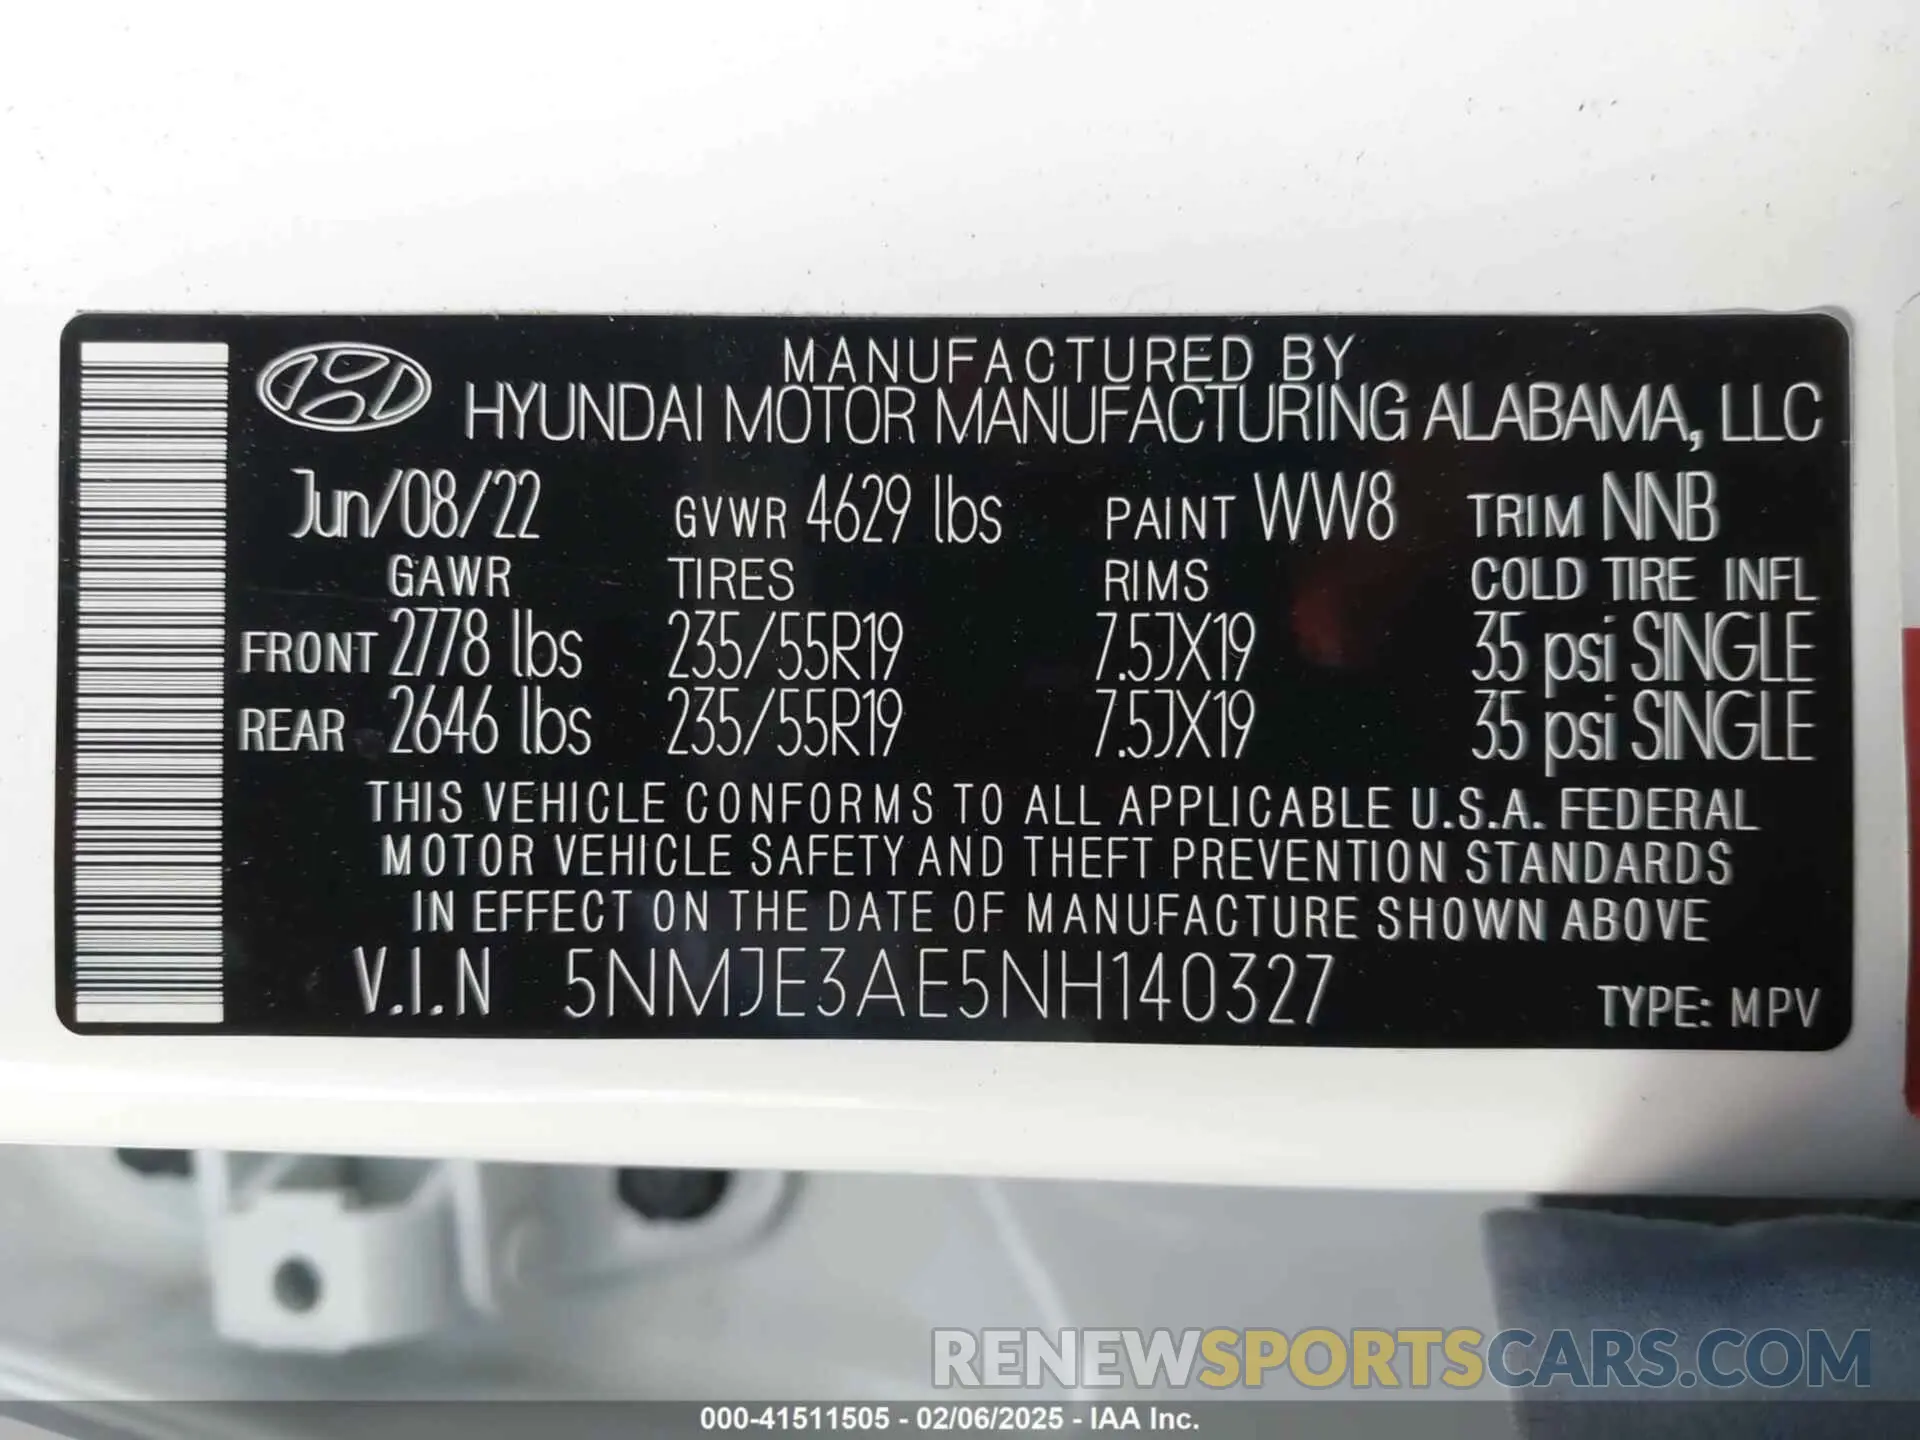 MANUFACTURED BY
HYUNDAI MOTOR MANUFACTURING ALABAMA, LLC
Jun/08/22 GVWR 4629 lbs PAINT WW8 TRIM NNB
GAWR TIRES RIMS COLD TIRE INFL
FRONT 2778 lbs 235/55R19 7.5JX19 35 psi SINGLE
REAR 2646 lbs 235/55R19 7.5JX19 35 psi SINGLE
THIS VEHICLE CONFORMS TO ALL APPLICABLE U.S.A. FEDERAL
MOTOR VEHICLE SAFETY AND THEFT PREVENTION STANDARDS
IN EFFECT ON THE DATE OF MANUFACTURE SHOWN ABOVE
V.I.N 5NMJE3AE5NH140327 TYPE: MPV
RENEWSPORTSCARS.COM
000-41511505 - 02/06/2025 - IAA Inc.